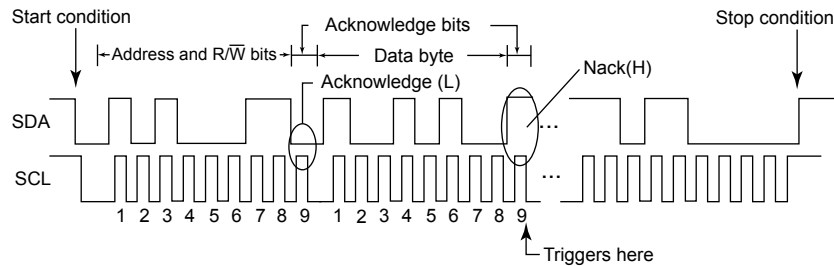 Start condition
Acknowledge bits
Stop condition
Address and R/W̅ bits
Data byte
Nack(H)
Acknowledge (L)
SDA
...
SCL
...
1 2 3 4 5 6 7 8 9 1 2 3 4 5 6 7 8 9
Triggers here